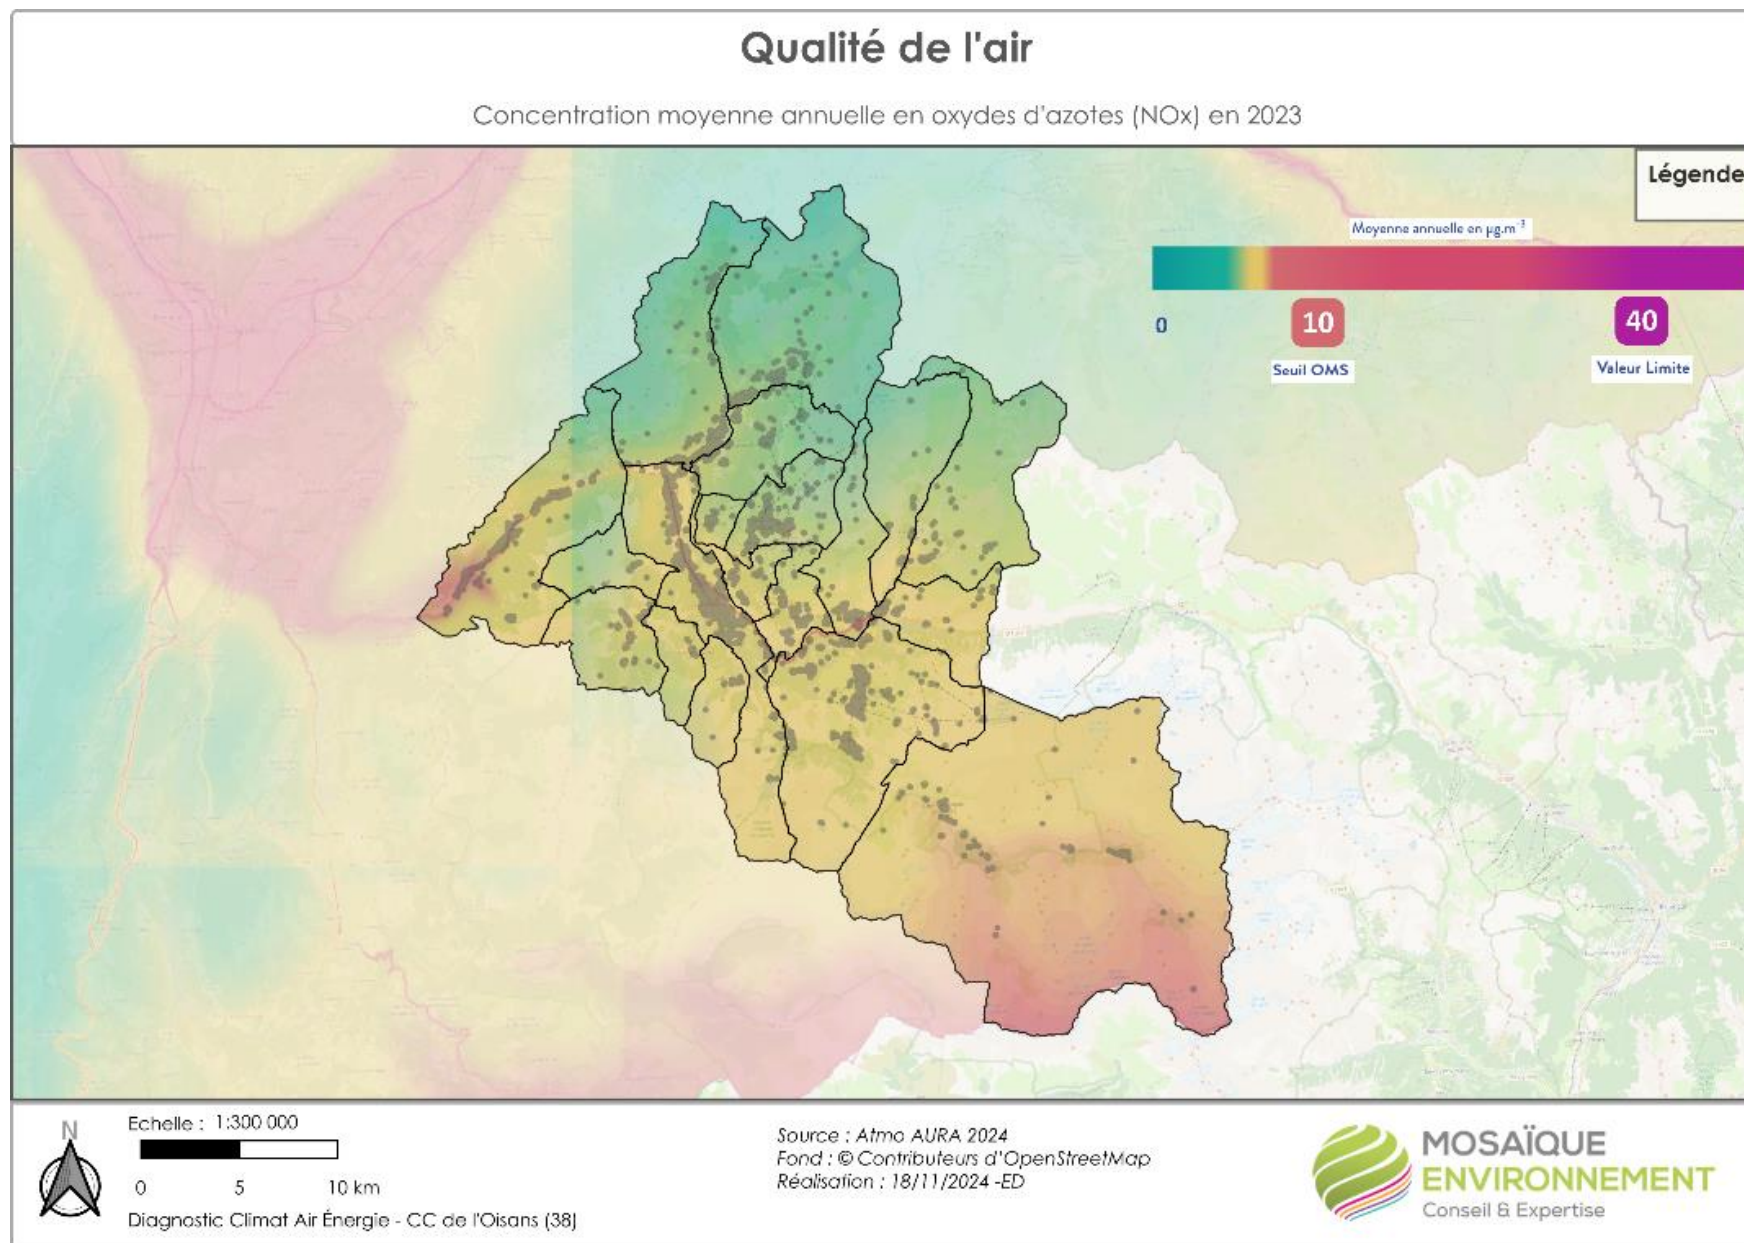 Qualité de l'air
Concentration moyenne annuelle en oxydes d'azotes (NOx) en 2023
Légende
Moyenne annuelle en µg.m⁻³
0
10
40
Seuil OMS
Valeur Limite
N
Echelle : 1:300 000
0 5 10 km
Diagnostic Climat Air Énergie - CC de l'Oisans (38)
Source : Atmo AURA 2024
Fond : © Contributeurs d'OpenStreetMap
Réalisation : 18/11/2024 -ED
MOSAÏQUE
ENVIRONNEMENT
Conseil & Expertise